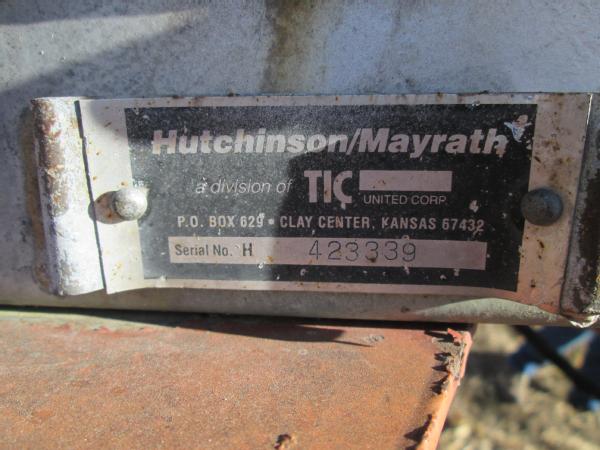 Hutchinson/Mayrath
a division of TIC
UNITED CORP.
P.O. BOX 629 • CLAY CENTER, KANSAS 67432
Serial No. H 423339